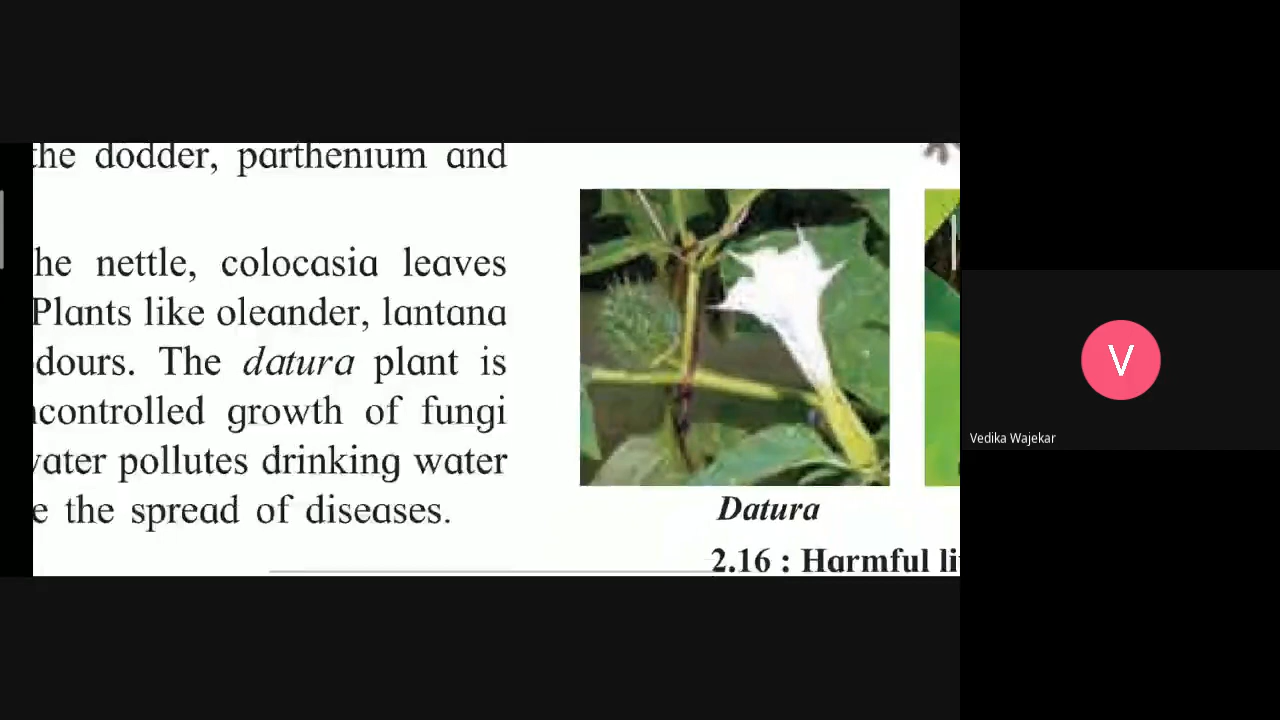 the dodder, parthenium and
he nettle, colocasia leaves
Plants like oleander, lantana
dours. The datura plant is
ncontrolled growth of fungi
vater pollutes drinking water
e the spread of diseases.
Datura
2.16 : Harmful li
V
Vedika Wajekar